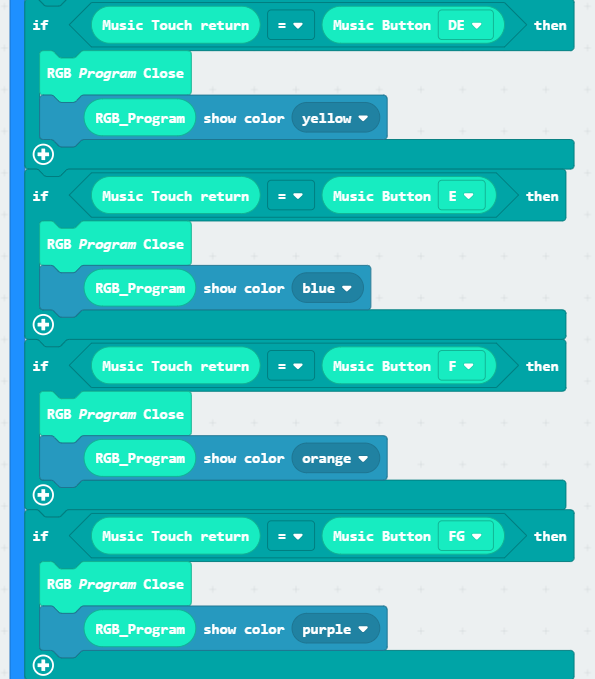 if Music Touch return = Music Button DE then
RGB Program Close
RGB_Program show color yellow
if Music Touch return = Music Button E then
RGB Program Close
RGB_Program show color blue
if Music Touch return = Music Button F then
RGB Program Close
RGB_Program show color orange
if Music Touch return = Music Button FG then
RGB Program Close
RGB_Program show color purple